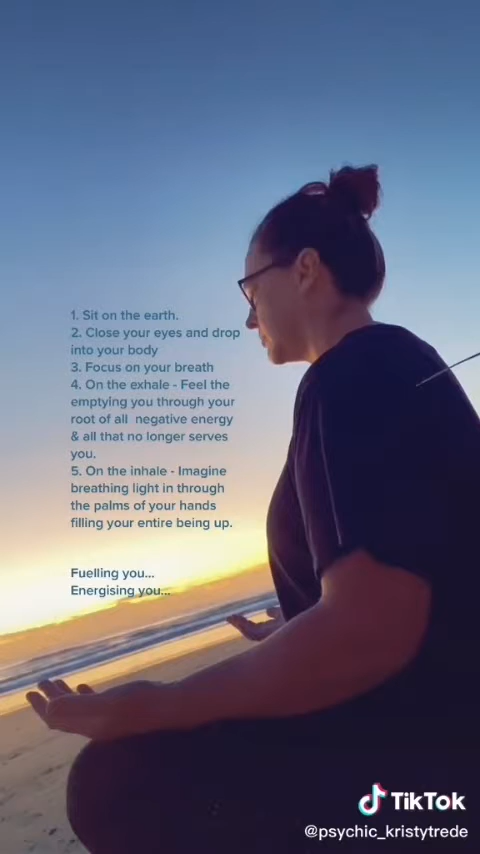 1. Sit on the earth.
2. Close your eyes and drop
into your body
3. Focus on your breath
4. On the exhale - Feel the
emptying you through your
root of all negative energy
& all that no longer serves
you.
5. On the inhale - Imagine
breathing light in through
the palms of your hands
filling your entire being up.
Fuelling you...
Energising you...
TikTok
@psychic_kristytrede